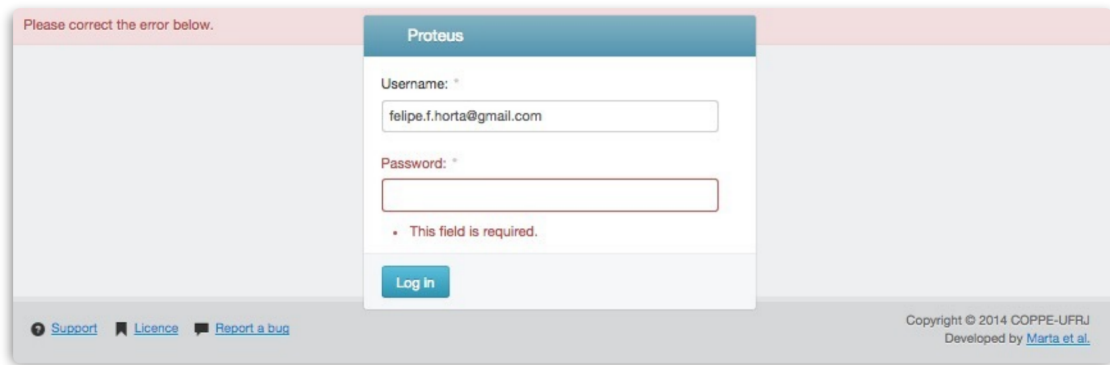 Please correct the error below.
Proteus
Username: *
felipe.f.horta@gmail.com
Password: *
• This field is required.
Log in
Support Licence Report a bug
Copyright © 2014 COPPE-UFRJ
Developed by Marta et al.